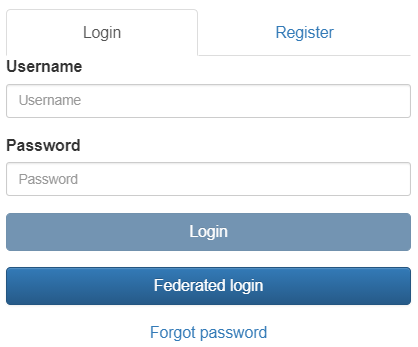 Login Register
Username
Username
Password
Password
Login
Federated login
Forgot password